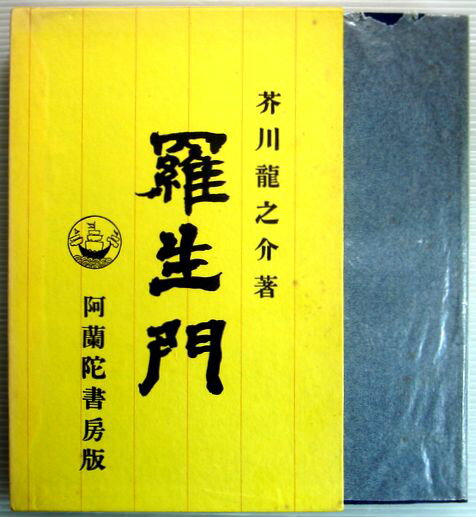 芥川龍之介著
羅生門
阿蘭陀書房版